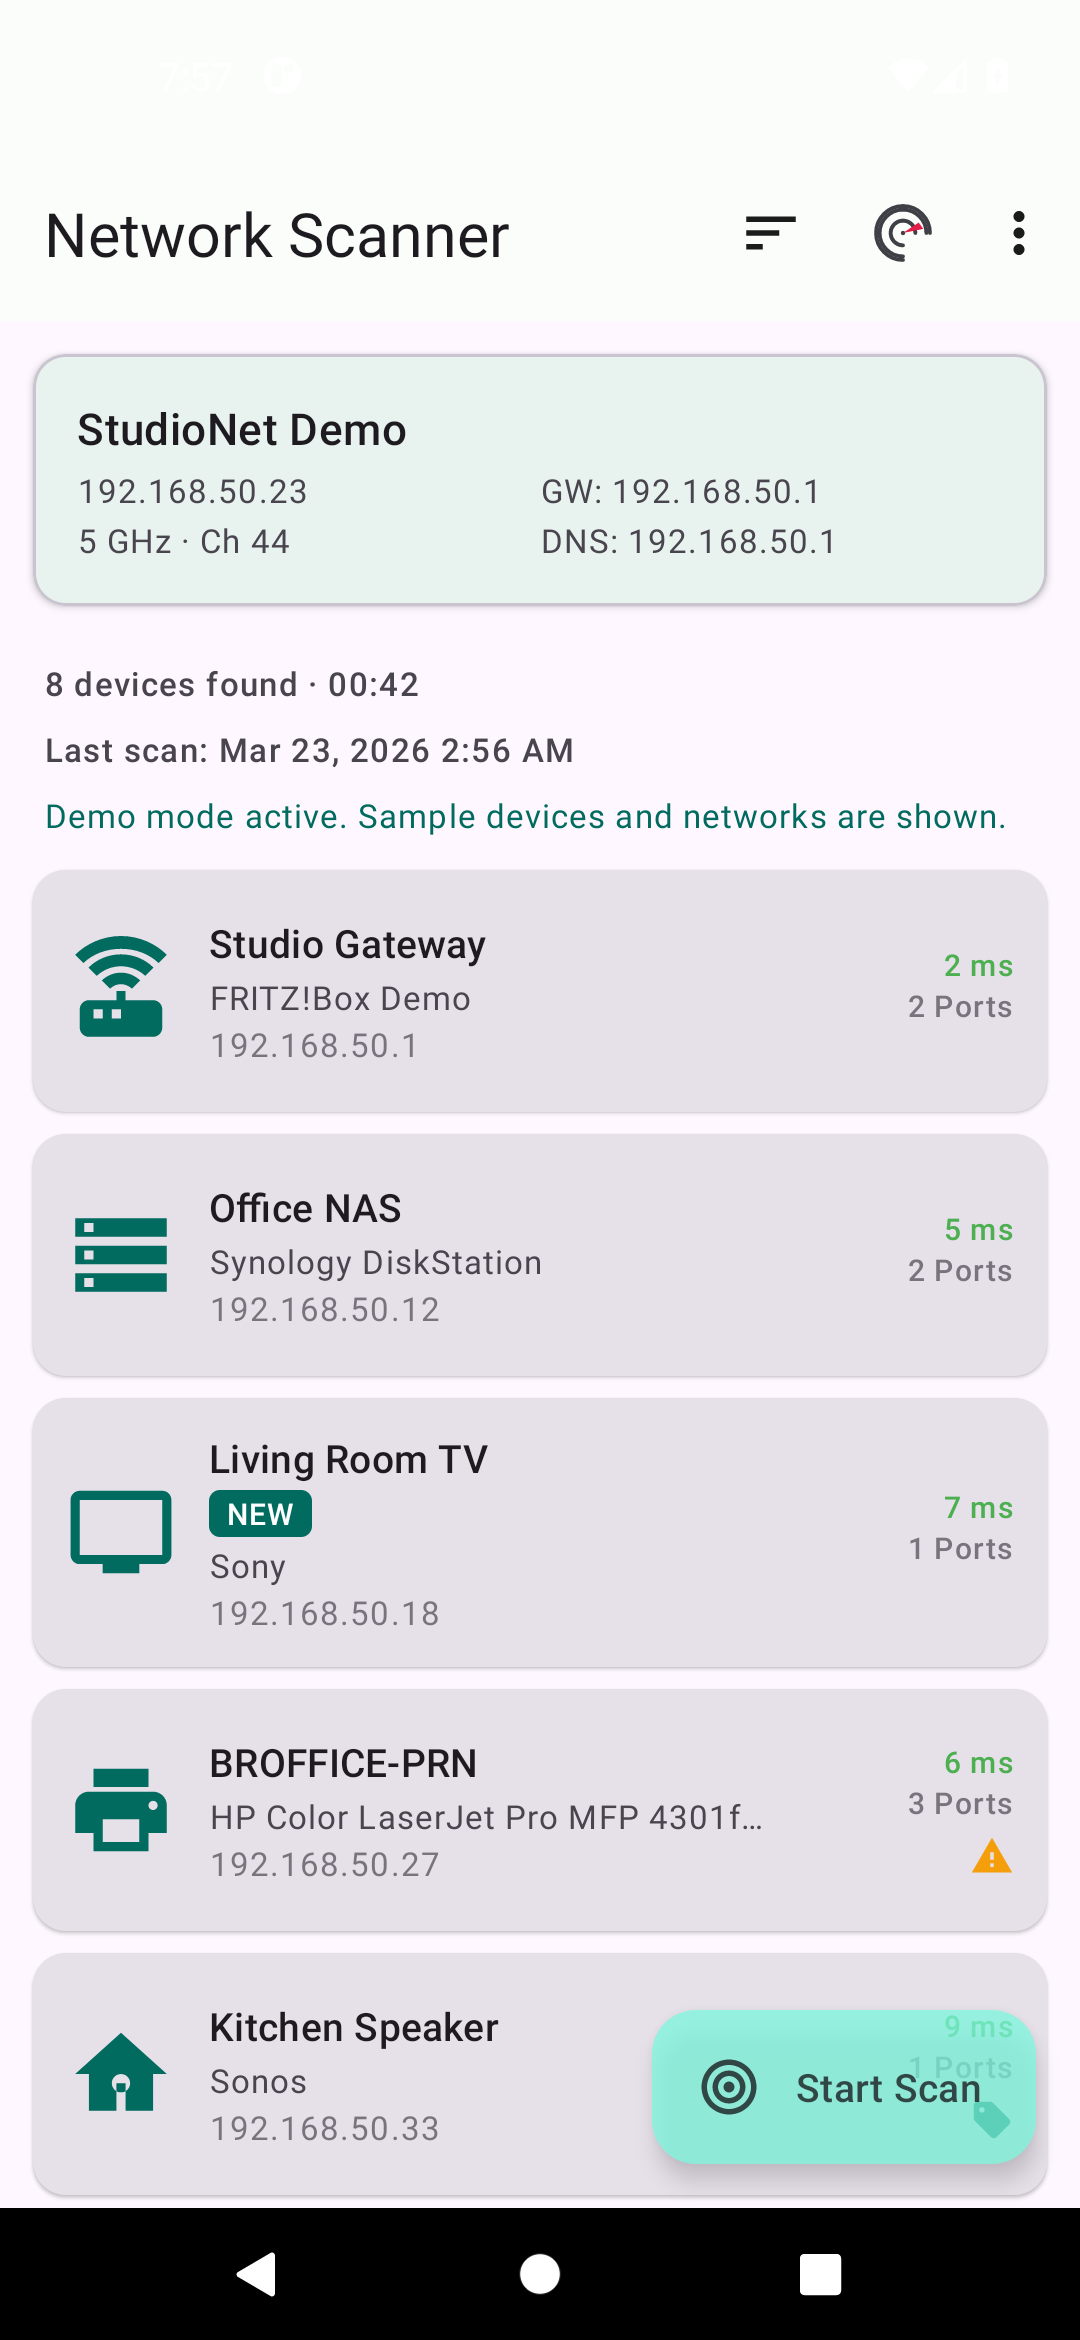 7:57
Network Scanner
StudioNet Demo
192.168.50.23
GW: 192.168.50.1
5 GHz · Ch 44
DNS: 192.168.50.1
8 devices found · 00:42
Last scan: Mar 23, 2026 2:56 AM
Demo mode active. Sample devices and networks are shown.
Studio Gateway
FRITZ!Box Demo
192.168.50.1
2 ms
2 Ports
Office NAS
Synology DiskStation
192.168.50.12
5 ms
2 Ports
Living Room TV
NEW
Sony
192.168.50.18
7 ms
1 Ports
BROFFICE-PRN
HP Color LaserJet Pro MFP 4301f…
192.168.50.27
6 ms
3 Ports
Kitchen Speaker
Sonos
192.168.50.33
9 ms
1 Ports
Start Scan